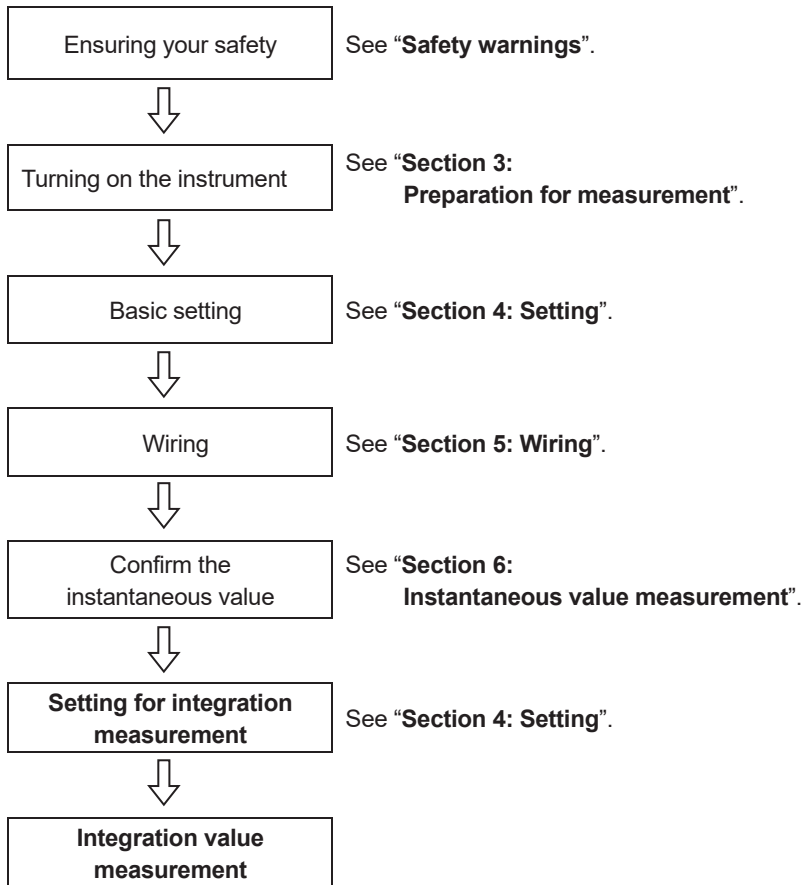 Ensuring your safety
See “Safety warnings”.
Turning on the instrument
See “Section 3:
Preparation for measurement”.
Basic setting
See “Section 4: Setting”.
Wiring
See “Section 5: Wiring”.
Confirm the
instantaneous value
See “Section 6:
Instantaneous value measurement”.
Setting for integration
measurement
See “Section 4: Setting”.
Integration value
measurement